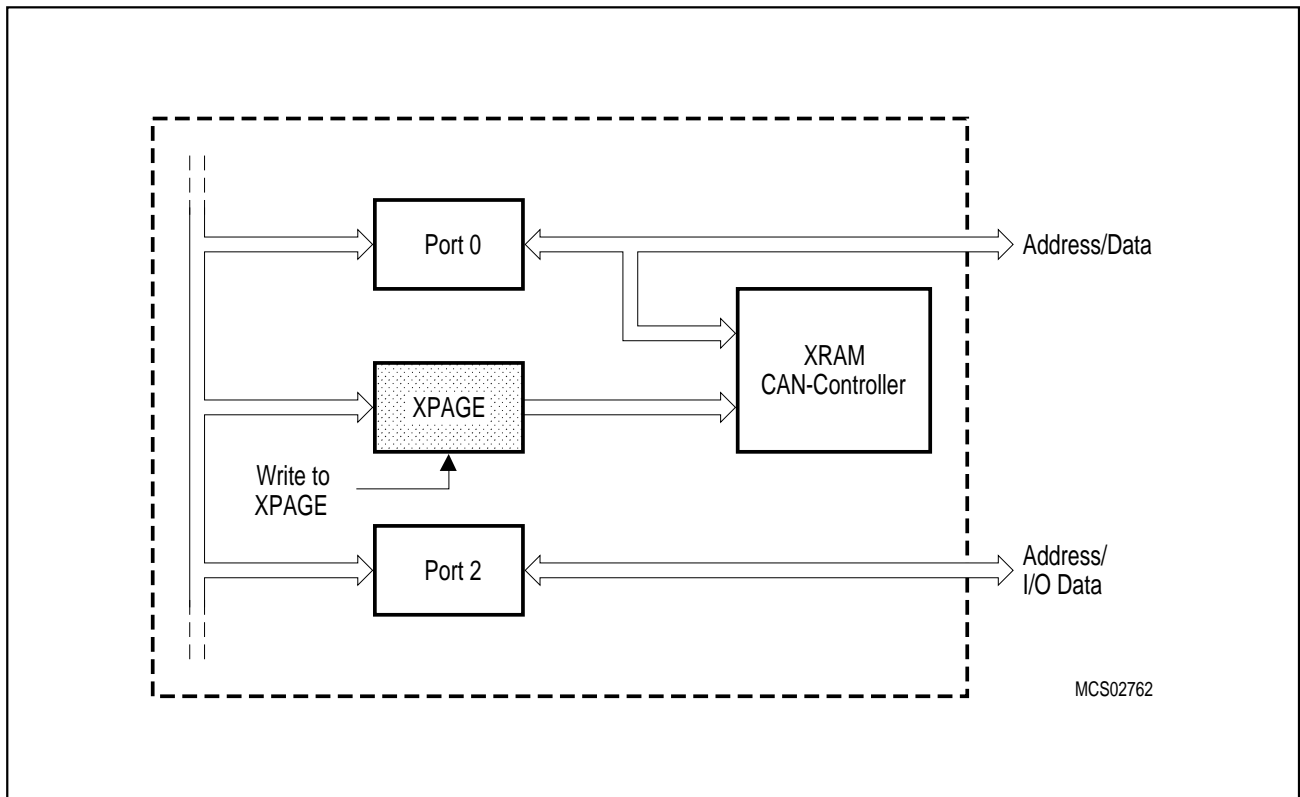 Port 0
Address/Data
XRAM
CAN-Controller
XPAGE
Write to
XPAGE
Port 2
Address/
I/O Data
MCS02762